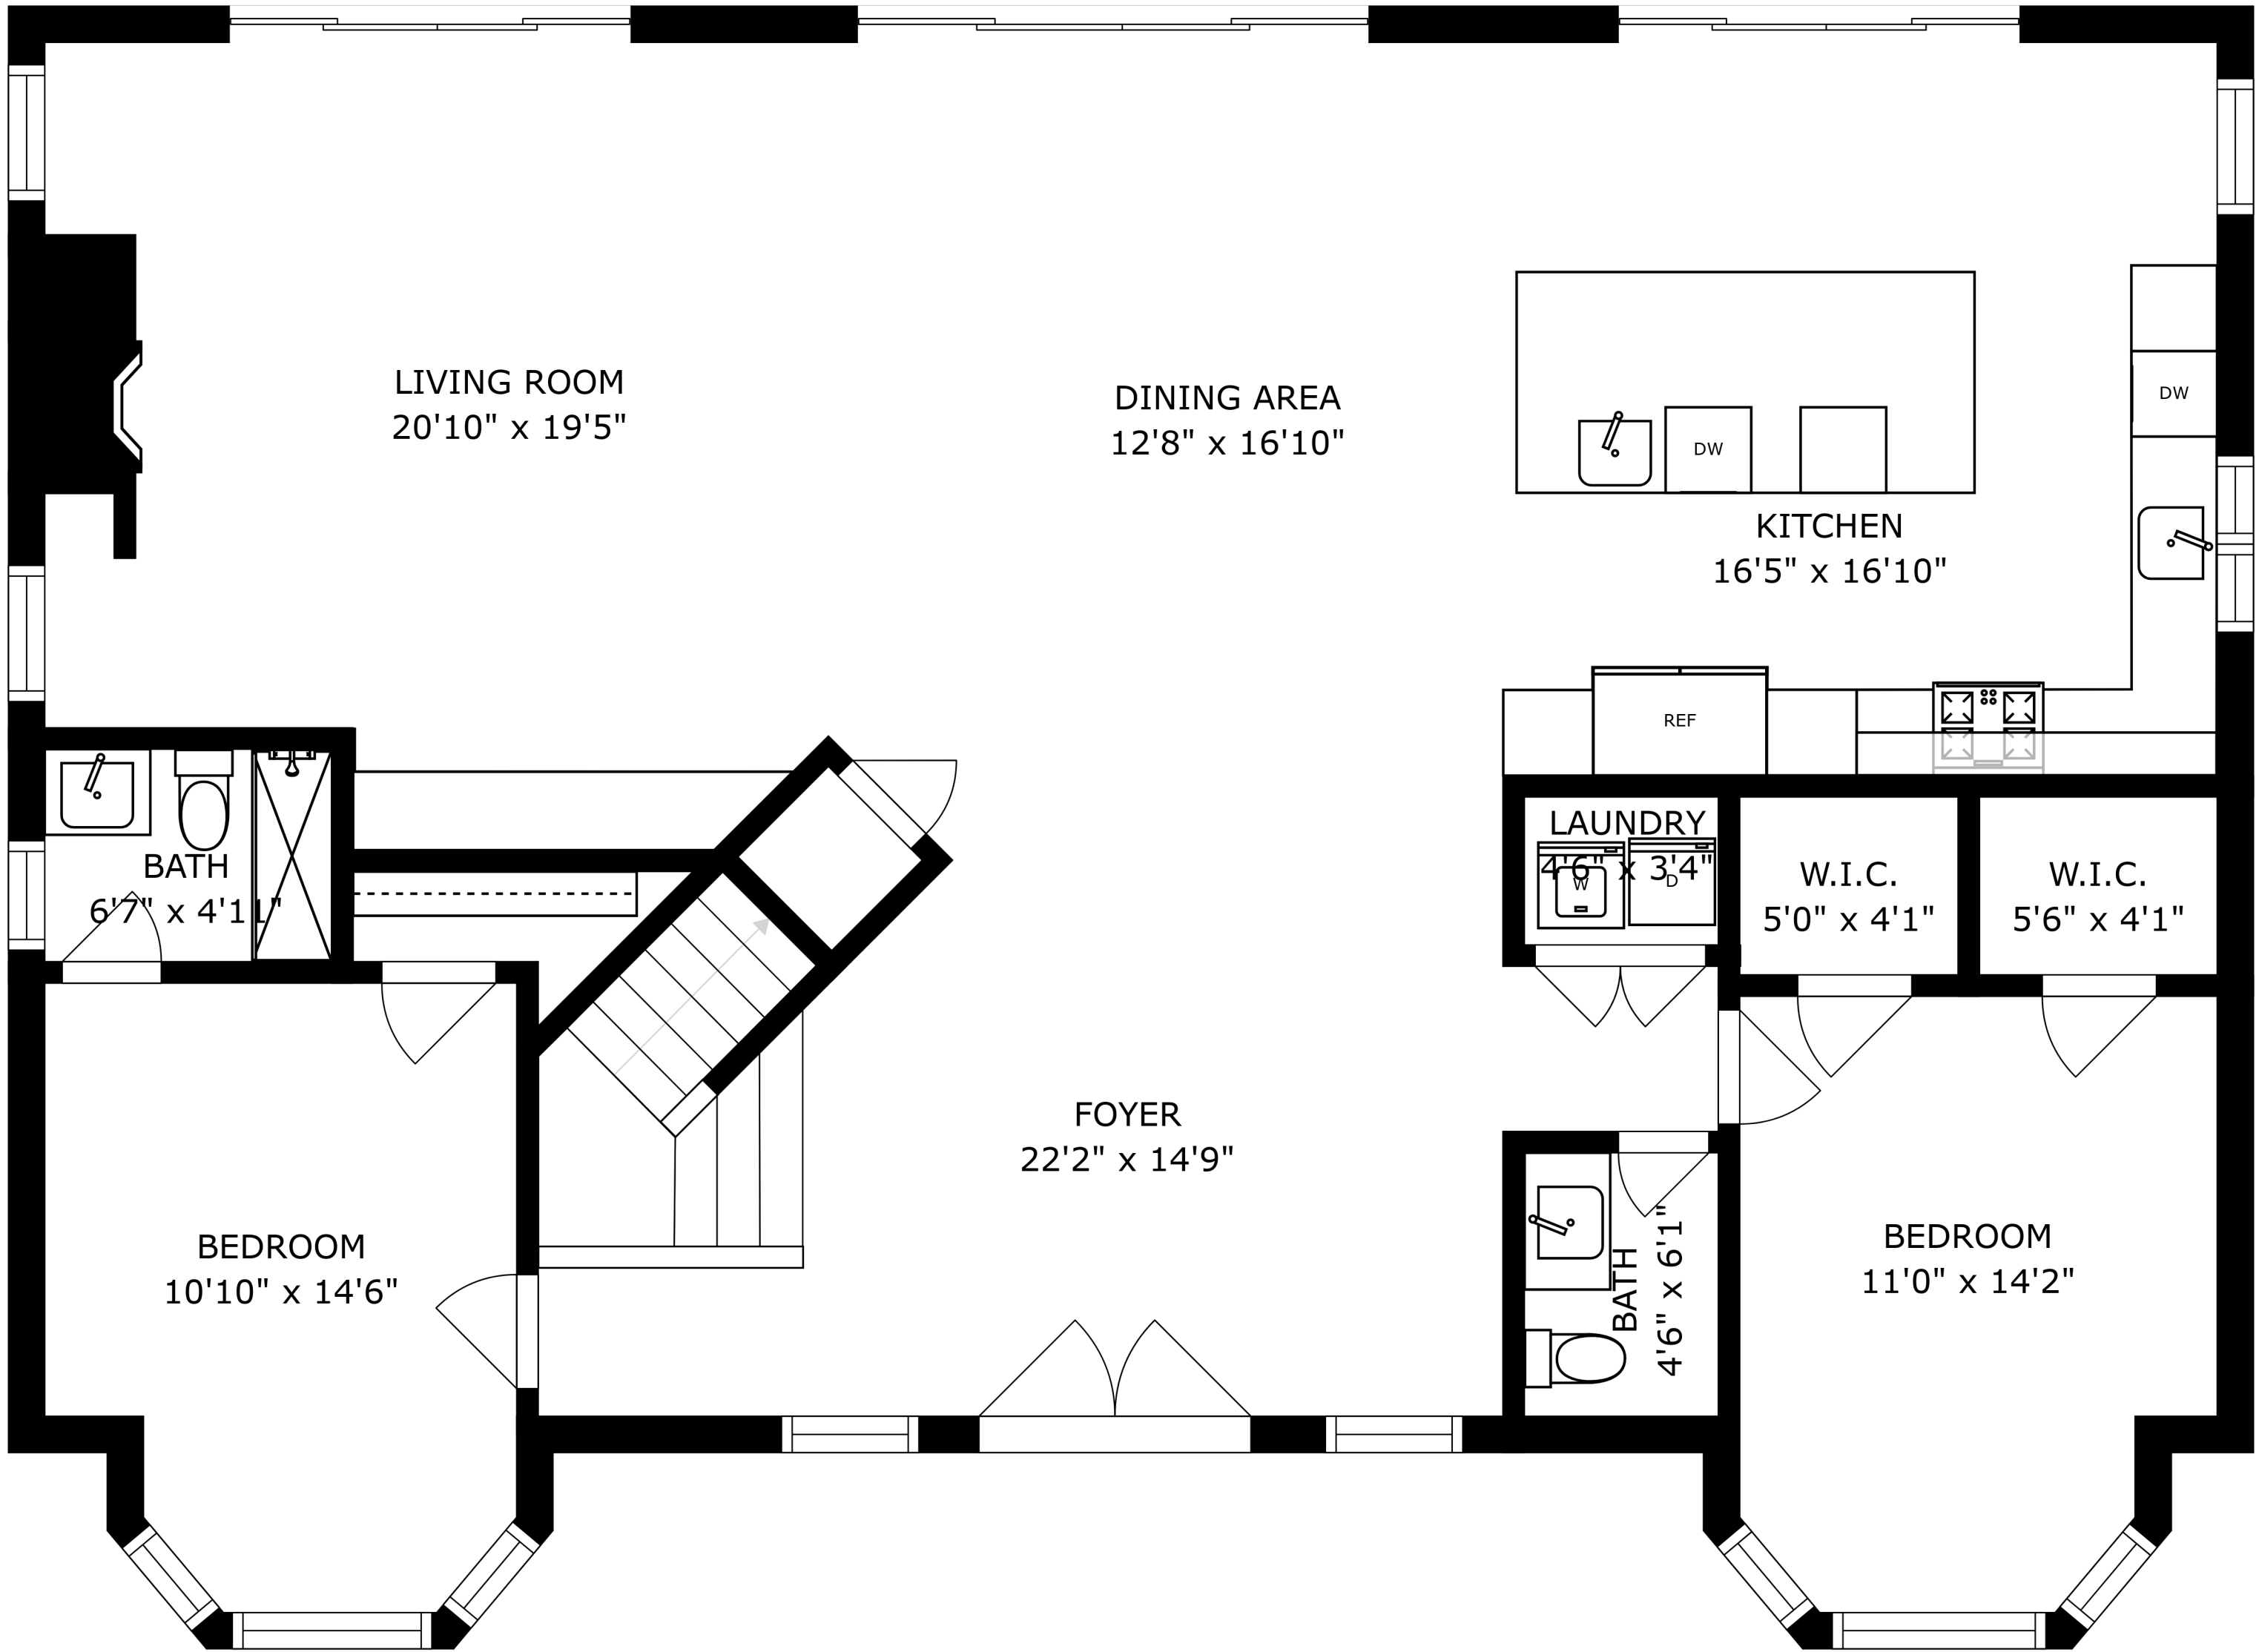 LIVING ROOM
20'10" x 19'5"
DINING AREA
12'8" x 16'10"
DW
DW
KITCHEN
16'5" x 16'10"
REF
LAUNDRY
4'6" x 3'4"
W
D
BATH
6'7" x 4'11"
W.I.C.
5'0" x 4'1"
W.I.C.
5'6" x 4'1"
FOYER
22'2" x 14'9"
BEDROOM
10'10" x 14'6"
BATH
4'6" x 6'1"
BEDROOM
11'0" x 14'2"